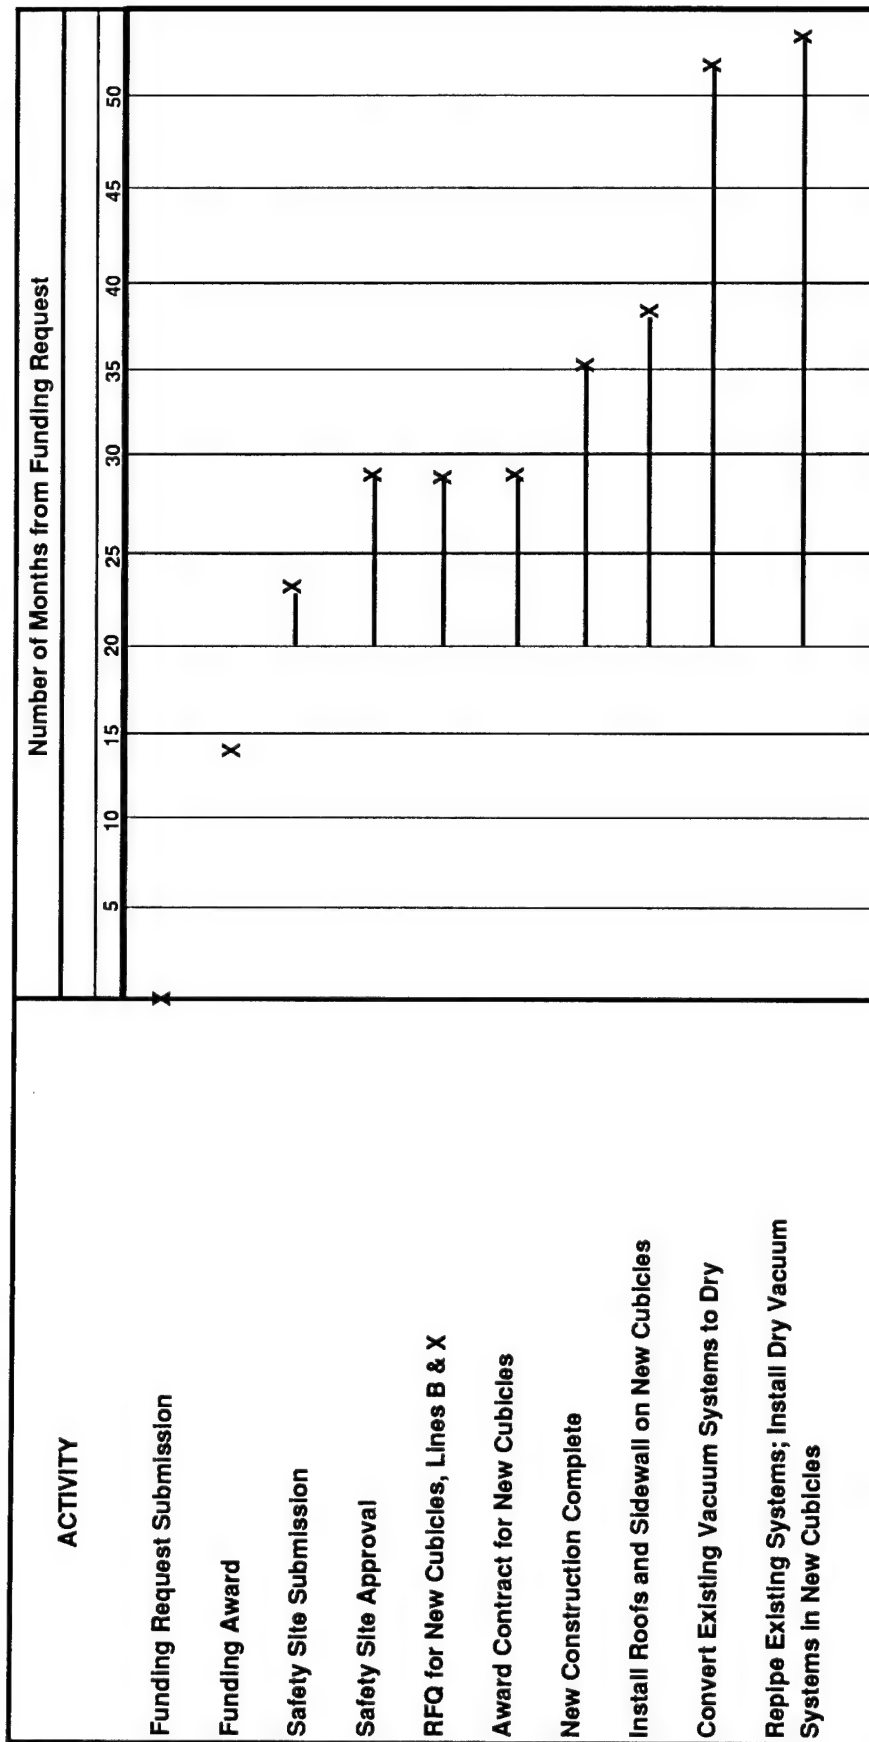 ACTIVITY
Number of Months from Funding Request
5 10 15 20 25 30 35 40 45 50
Funding Request Submission X
Funding Award X
Safety Site Submission X
Safety Site Approval X
RFQ for New Cubicles, Lines B & X X
Award Contract for New Cubicles X
New Construction Complete X
Install Roofs and Sidewall on New Cubicles X
Convert Existing Vacuum Systems to Dry X
Repipe Existing Systems; Install Dry Vacuum X
Systems in New Cubicles